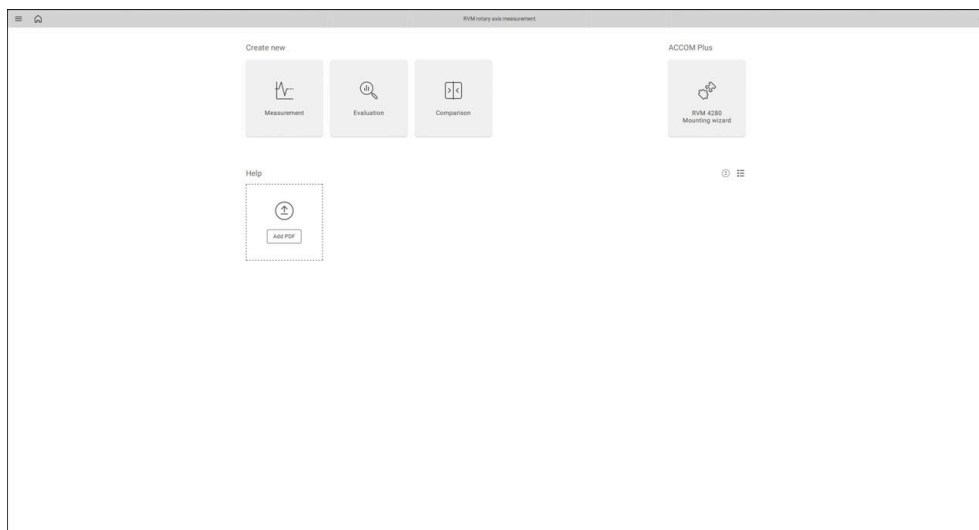 RVM rotary axis measurement
Create new
ACCOM Plus
Measurement
Evaluation
Comparison
RVM 4280
Mounting wizard
Help
Add PDF